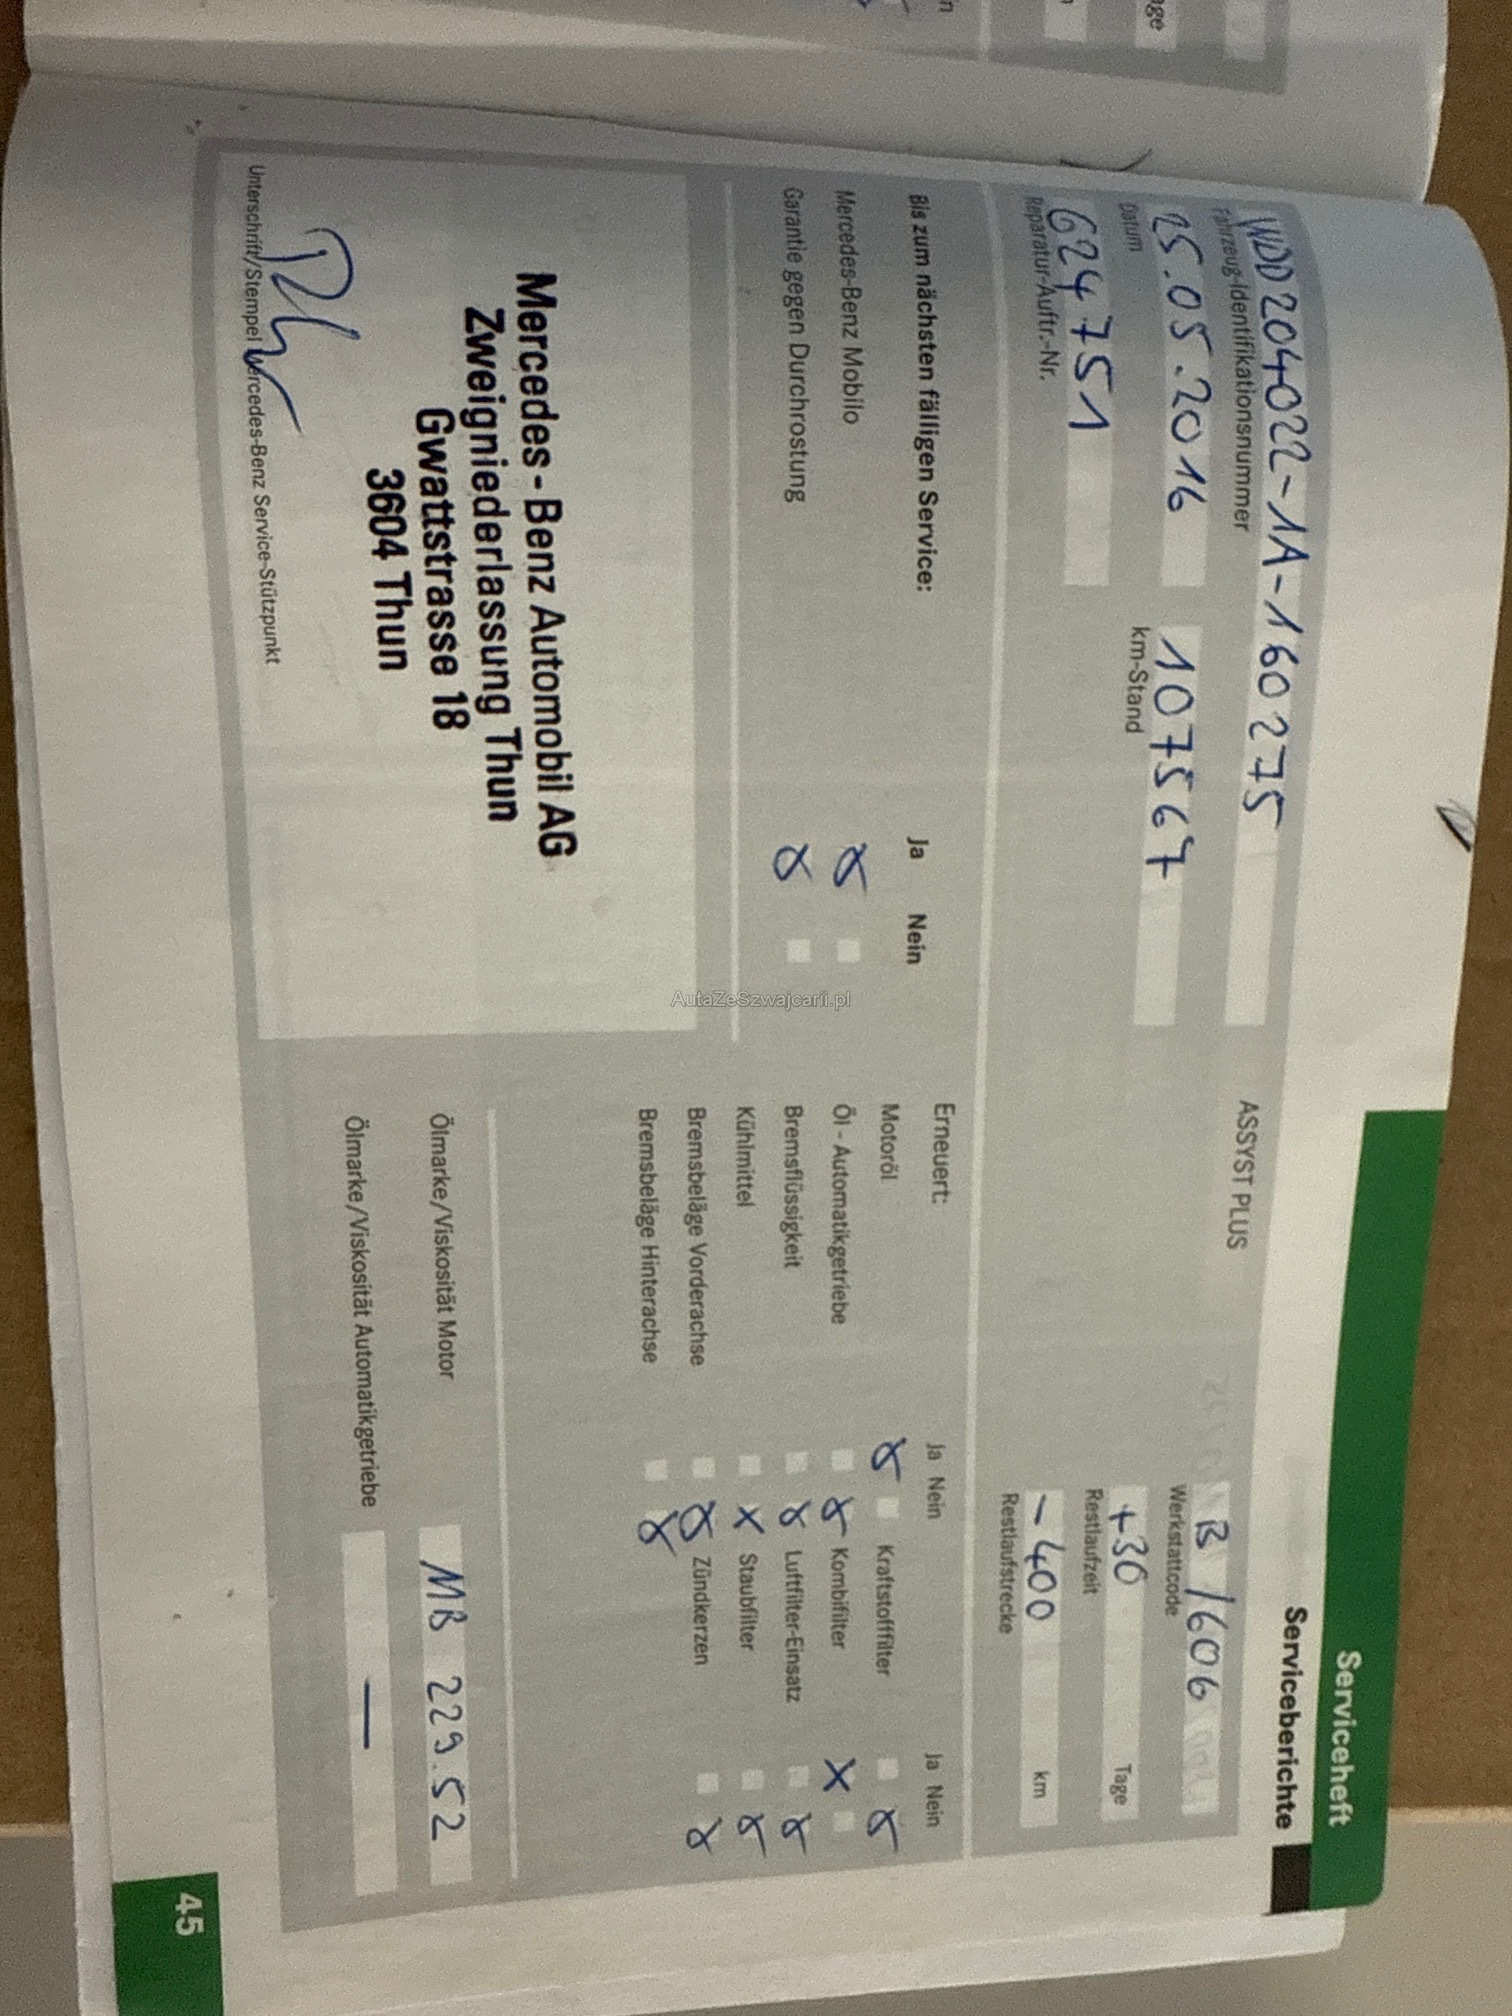 Serviceheft
Serviceberichte
WDD204022-1A-160275
Fahrzeug-Identifikationsnummer
25.05.2016
Datum
107567
km-Stand
624751
Reparatur-Auftr.-Nr.
ASSYST PLUS
B /606
Werkstattcode
+30 Tage
Restlaufzeit
-400 km
Restlaufstrecke
Bis zum nächsten fälligen Service: Ja Nein
Mercedes-Benz Mobilo X
Garantie gegen Durchrostung X
Mercedes-Benz Automobil AG
Zweigniederlassung Thun
Gwattstrasse 18
3604 Thun
Unterschrift/Stempel Mercedes-Benz Service-Stützpunkt
Erneuert: Ja Nein Ja Nein
Motoröl X Kraftstofffilter X
Öl - Automatikgetriebe X Kombifilter X
Bremsflüssigkeit X Luftfilter-Einsatz X
Kühlmittel X Staubfilter X
Bremsbeläge Vorderachse X Zündkerzen X
Bremsbeläge Hinterachse X
Ölmarke/Viskosität Motor MB 229.52
Ölmarke/Viskosität Automatikgetriebe —
45
AutaZeSzwajcarii.pl